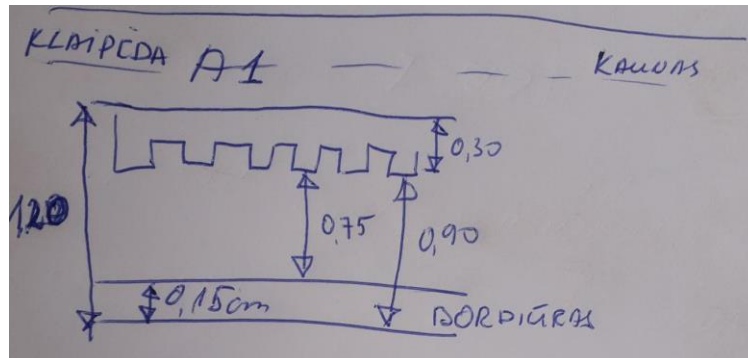 KLAIPĖDA A1 KAUNAS
0,30
1,20
0,75
0,90
0,15cm
BORDIŪRAS